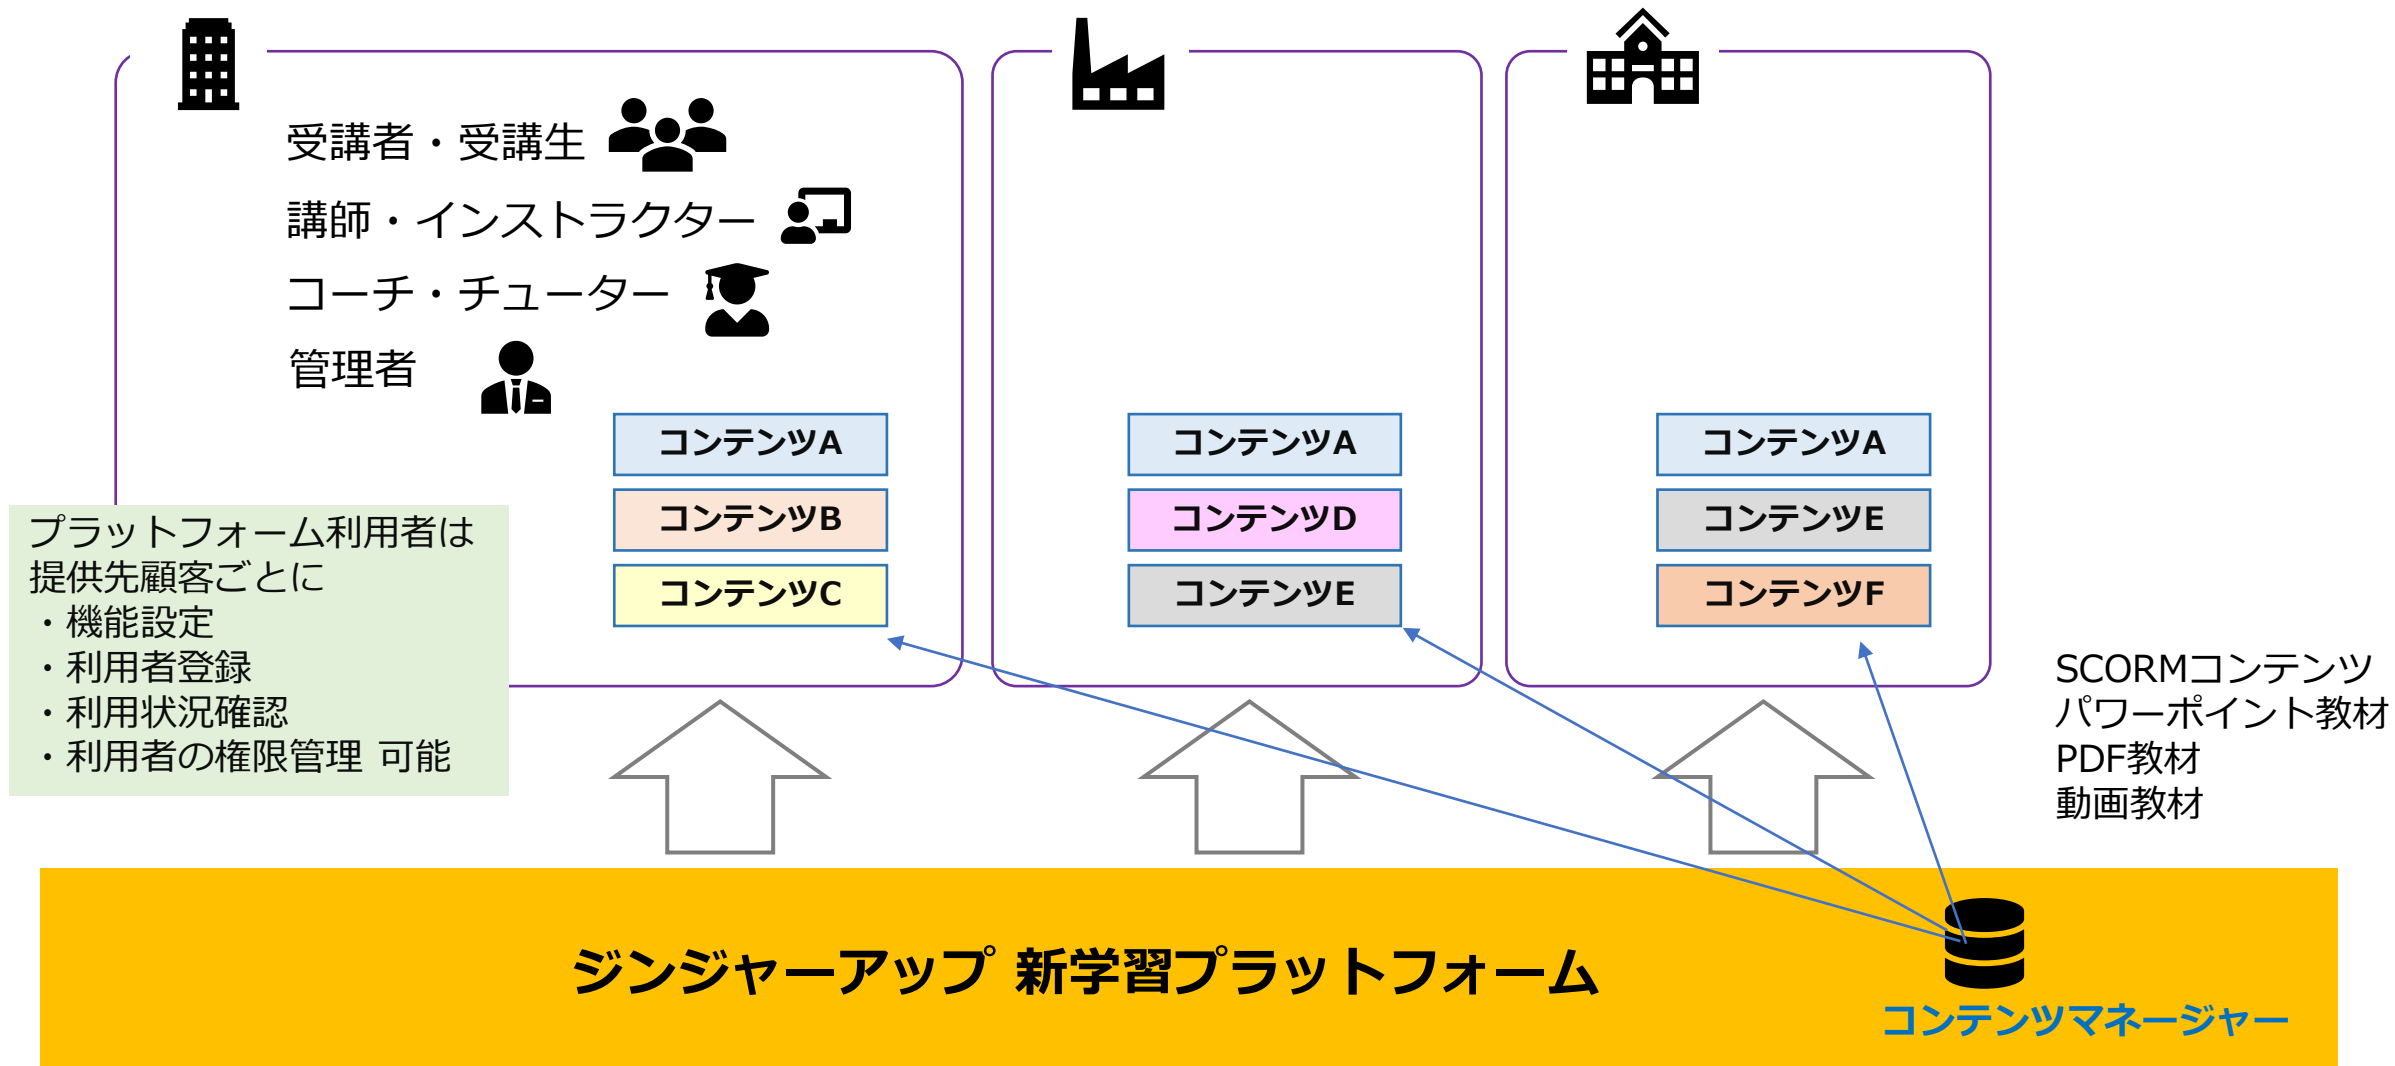 受講者・受講生
講師・インストラクター
コーチ・チューター
管理者
コンテンツA
コンテンツB
コンテンツC
コンテンツA
コンテンツD
コンテンツE
コンテンツA
コンテンツE
コンテンツF
プラットフォーム利用者は
提供先顧客ごとに
・機能設定
・利用者登録
・利用状況確認
・利用者の権限管理 可能
SCORMコンテンツ
パワーポイント教材
PDF教材
動画教材
ジンジャーアップ 新学習プラットフォーム
コンテンツマネージャー